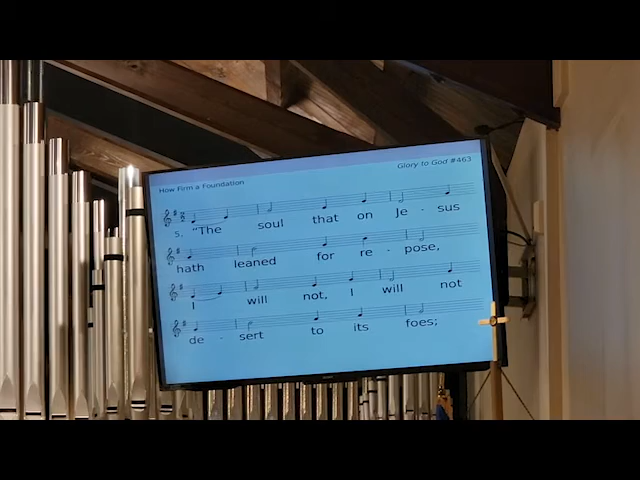 How Firm a Foundation
Glory to God #463
5. "The soul that on Je - sus
hath leaned for re - pose,
I will not, I will not
de - sert to its foes;